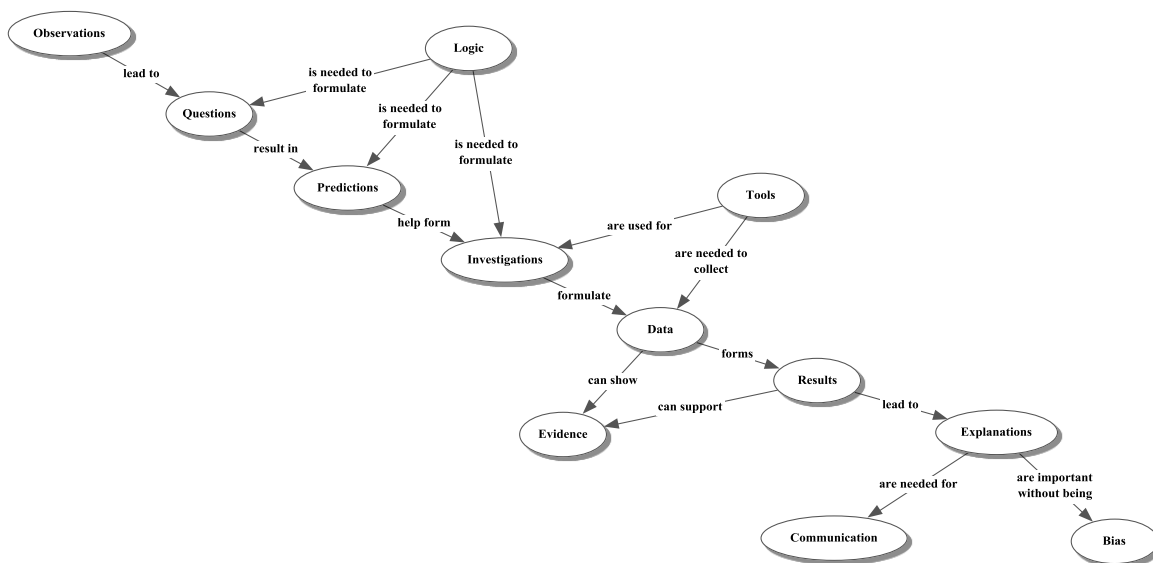 Observations
Logic
lead to
is needed to
formulate
Questions
is needed to
formulate
result in
is needed to
formulate
Predictions
Tools
help form
are used for
Investigations
are needed to
collect
formulate
Data
forms
can show
Results
can support
lead to
Evidence
Explanations
are needed for
are important
without being
Communication
Bias